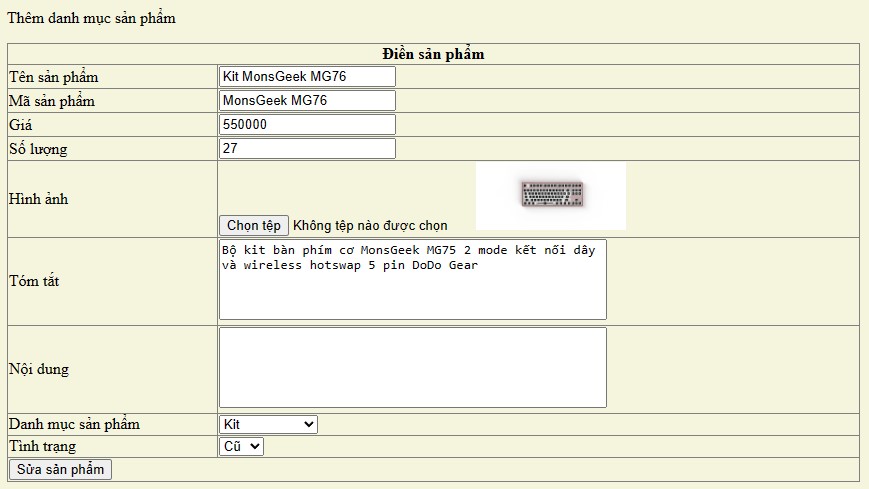 Thêm danh mục sản phẩm
Điền sản phẩm
Tên sản phẩm Kit MonsGeek MG76
Mã sản phẩm MonsGeek MG76
Giá 550000
Số lượng 27
Hình ảnh Chọn tệp Không tệp nào được chọn
Tóm tắt Bộ kit bàn phím cơ MonsGeek MG75 2 mode kết nối dây
và wireless hotswap 5 pin DoDo Gear
Nội dung
Danh mục sản phẩm Kit
Tình trạng Cũ
Sửa sản phẩm